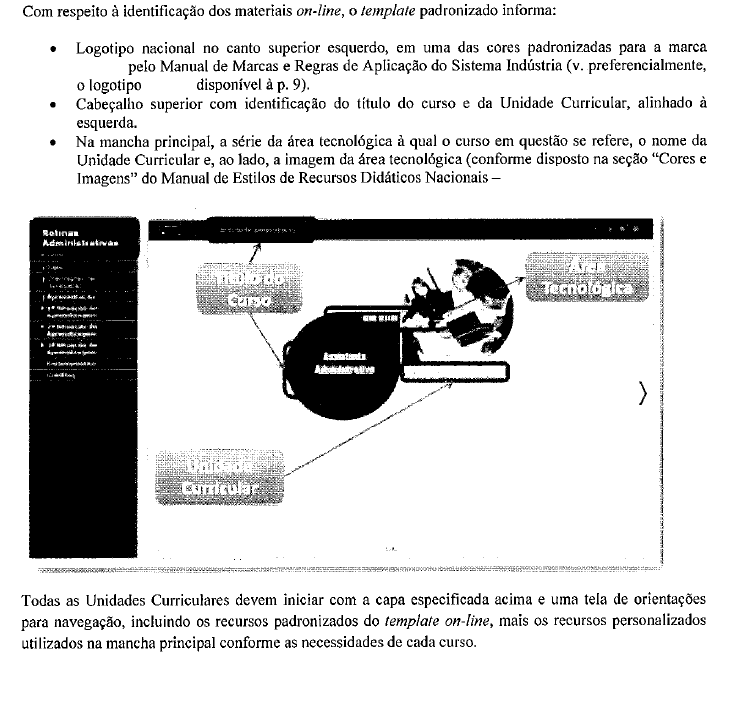 Com respeito à identificação dos materiais on-line, o template padronizado informa:
• Logotipo nacional no canto superior esquerdo, em uma das cores padronizadas para a marca
pelo Manual de Marcas e Regras de Aplicação do Sistema Indústria (v. preferencialmente,
o logotipo disponível à p. 9).
• Cabeçalho superior com identificação do título do curso e da Unidade Curricular, alinhado à
esquerda.
• Na mancha principal, a série da área tecnológica à qual o curso em questão se refere, o nome da
Unidade Curricular e, ao lado, a imagem da área tecnológica (conforme disposto na seção “Cores e
Imagens” do Manual de Estilos de Recursos Didáticos Nacionais –
Rotinas
Administrativas
Título do
Curso
Área
Tecnológica
Assistente
Administrativo
Unidade
Curricular
Todas as Unidades Curriculares devem iniciar com a capa especificada acima e uma tela de orientações
para navegação, incluindo os recursos padronizados do template on-line, mais os recursos personalizados
utilizados na mancha principal conforme as necessidades de cada curso.